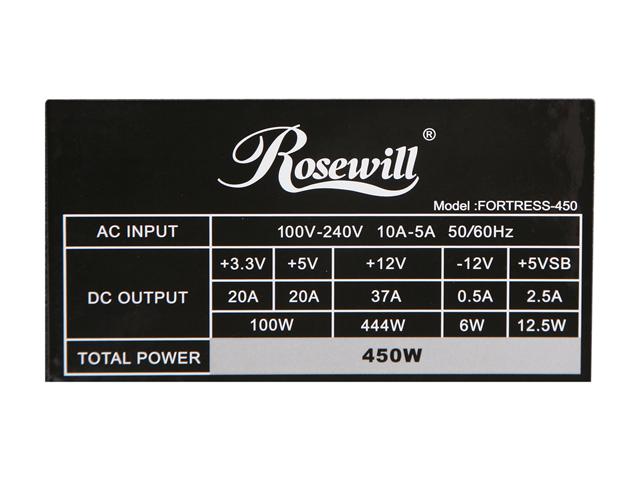 Rosewill®
Model :FORTRESS-450
AC INPUT 100V-240V 10A-5A 50/60Hz
DC OUTPUT +3.3V +5V +12V -12V +5VSB
20A 20A 37A 0.5A 2.5A
100W 444W 6W 12.5W
TOTAL POWER 450W